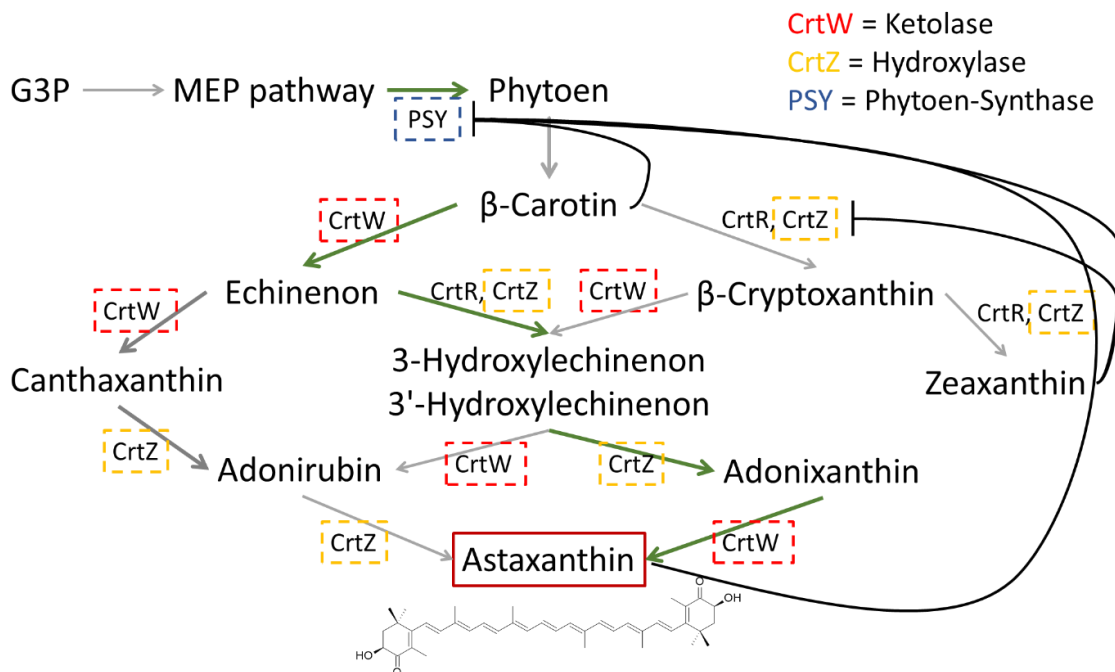 CrtW = Ketolase
CrtZ = Hydroxylase
PSY = Phytoen-Synthase
G3P
MEP pathway
Phytoen
PSY
β-Carotin
CrtW
CrtR, CrtZ
Echinenon
CrtR, CrtZ
CrtW
β-Cryptoxanthin
CrtW
CrtR, CrtZ
Canthaxanthin
3-Hydroxylechinenon
3'-Hydroxylechinenon
Zeaxanthin
CrtZ
Adonirubin
CrtW
CrtZ
Adonixanthin
CrtZ
Astaxanthin
CrtW
O
OH
HO
O